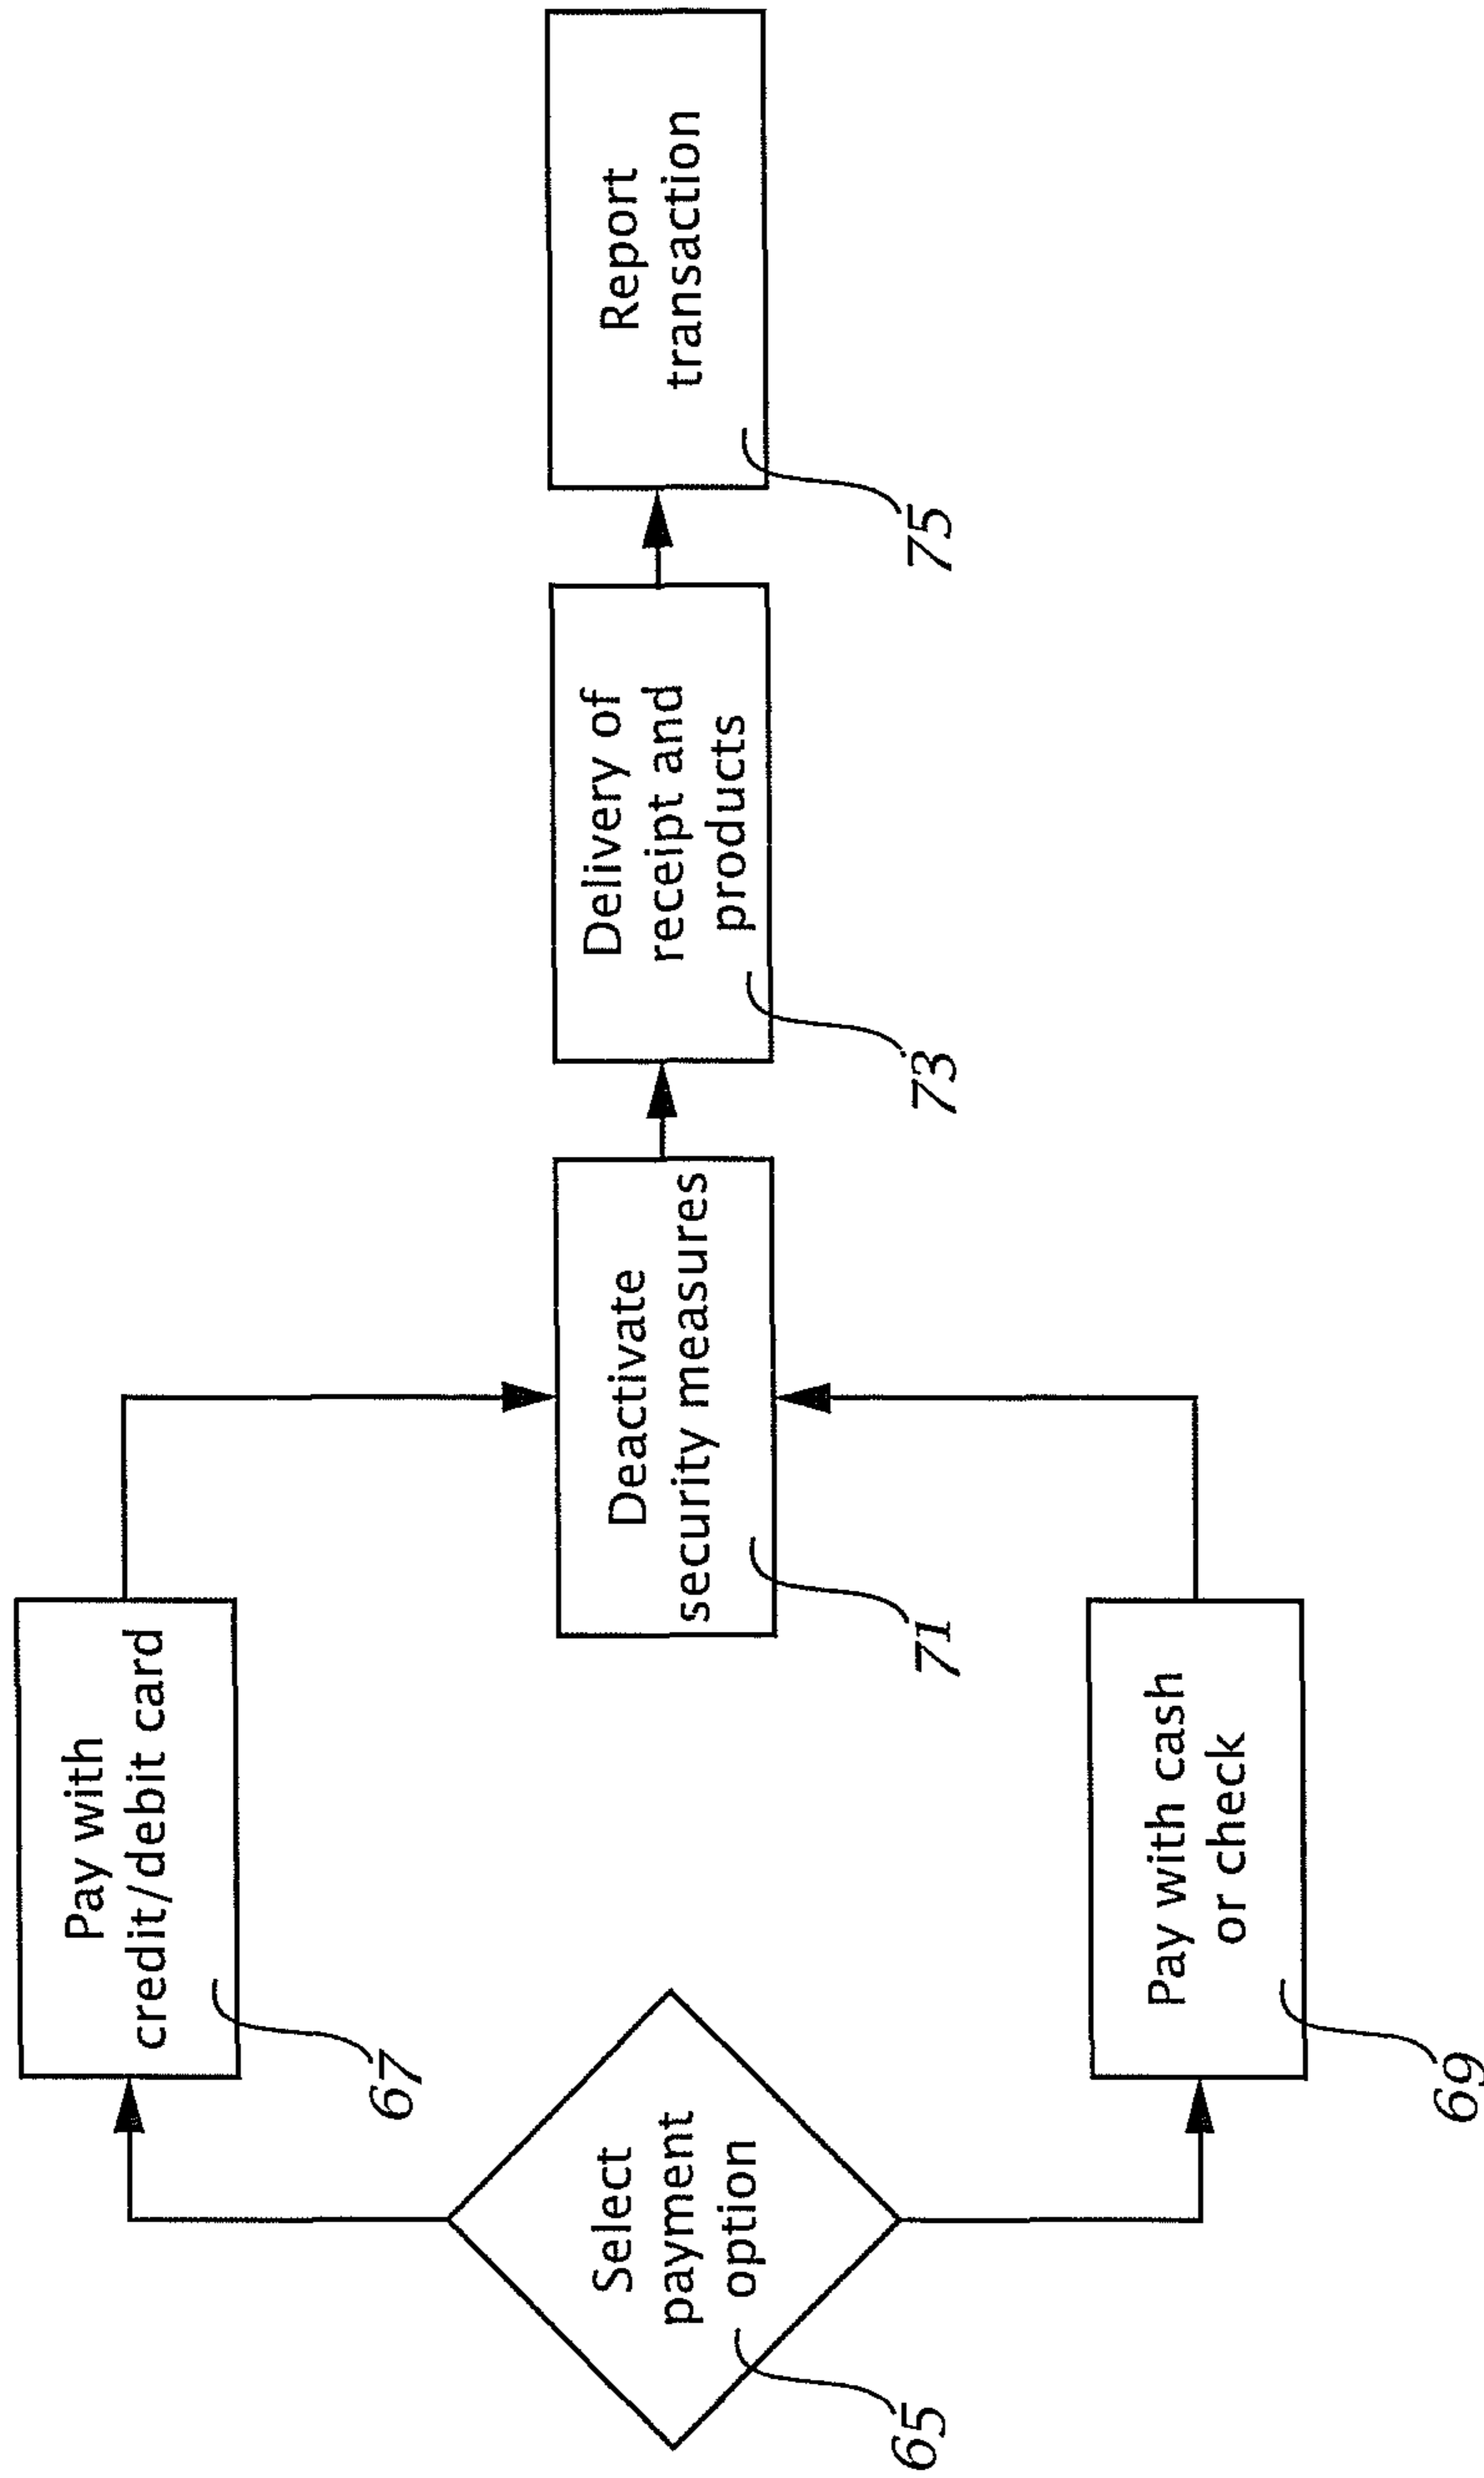 Select
payment
option
65
Pay with
credit/debit card
67
Pay with cash
or check
69
Deactivate
security measures
71
Delivery of
receipt and
products
73
Report
transaction
75